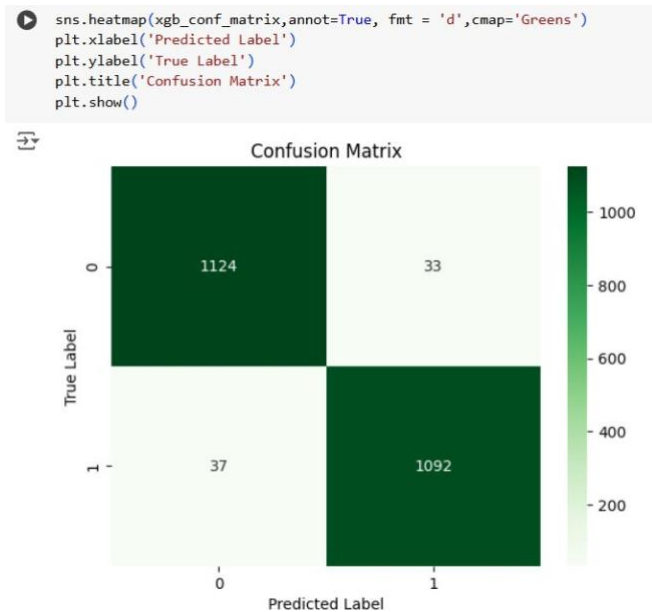 sns.heatmap(xgb_conf_matrix,annot=True, fmt = 'd',cmap='Greens')
plt.xlabel('Predicted Label')
plt.ylabel('True Label')
plt.title('Confusion Matrix')
plt.show()
Confusion Matrix
True Label
0
1
1124
33
37
1092
0
1
Predicted Label
1000
800
600
400
200